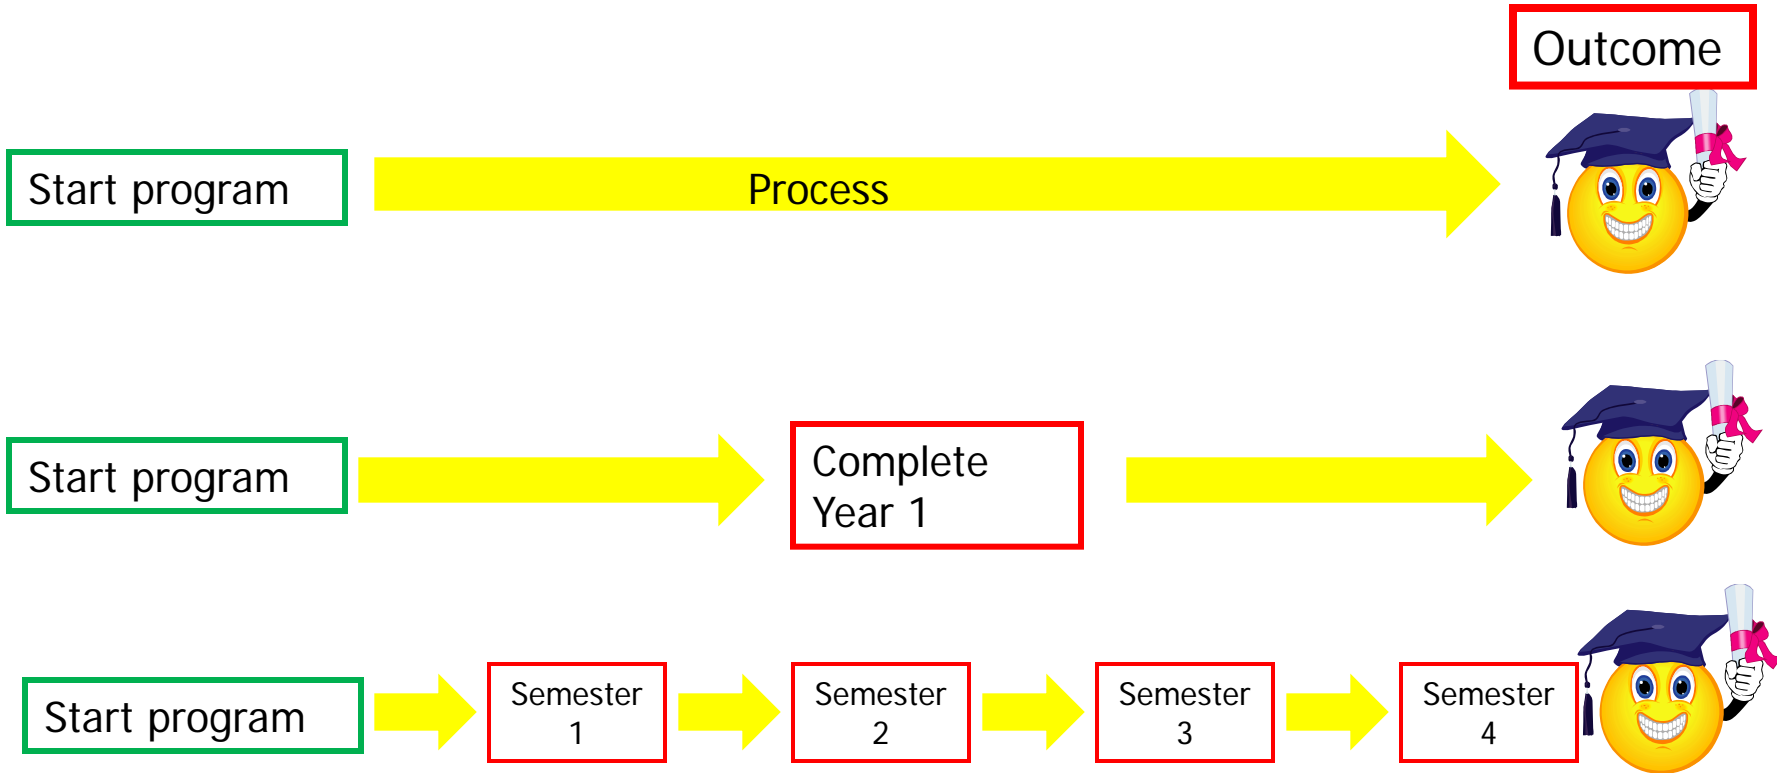 Outcome
Start program
Process
Start program
Complete
Year 1
Start program
Semester
1
Semester
2
Semester
3
Semester
4